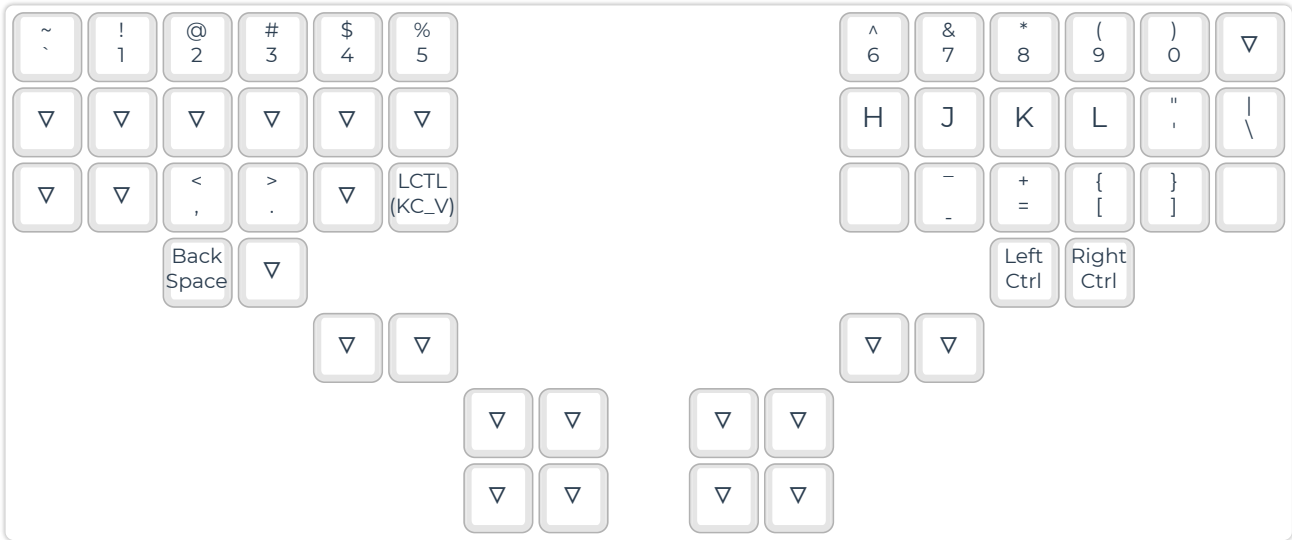 ~ ! @ # $ % ^ & * ( )
` 1 2 3 4 5 6 7 8 9 0 ▽
▽ ▽ ▽ ▽ ▽ ▽ H J K L " |
' \
▽ ▽ < > ▽ LCTL _ + { }
, . (KC_V) - = [ ]
Back ▽ Left Right
Space Ctrl Ctrl
▽ ▽ ▽ ▽
▽ ▽ ▽ ▽
▽ ▽ ▽ ▽